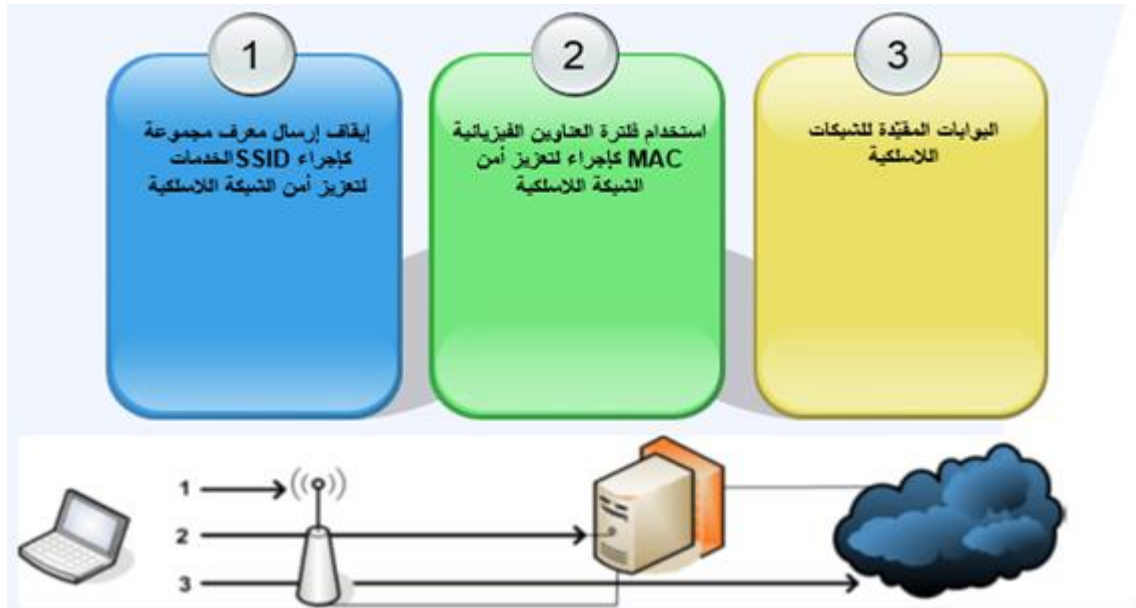 1
إيقاف إرسال معرف مجموعة
الخدمات SSID كإجراء
لتعزيز أمن الشبكة اللاسلكية
2
استخدام فلترة العناوين الفيزيائية
MAC كإجراء لتعزيز أمن
الشبكة اللاسلكية
3
البوابات المقيّدة للشبكات
اللاسلكية
1
2
3